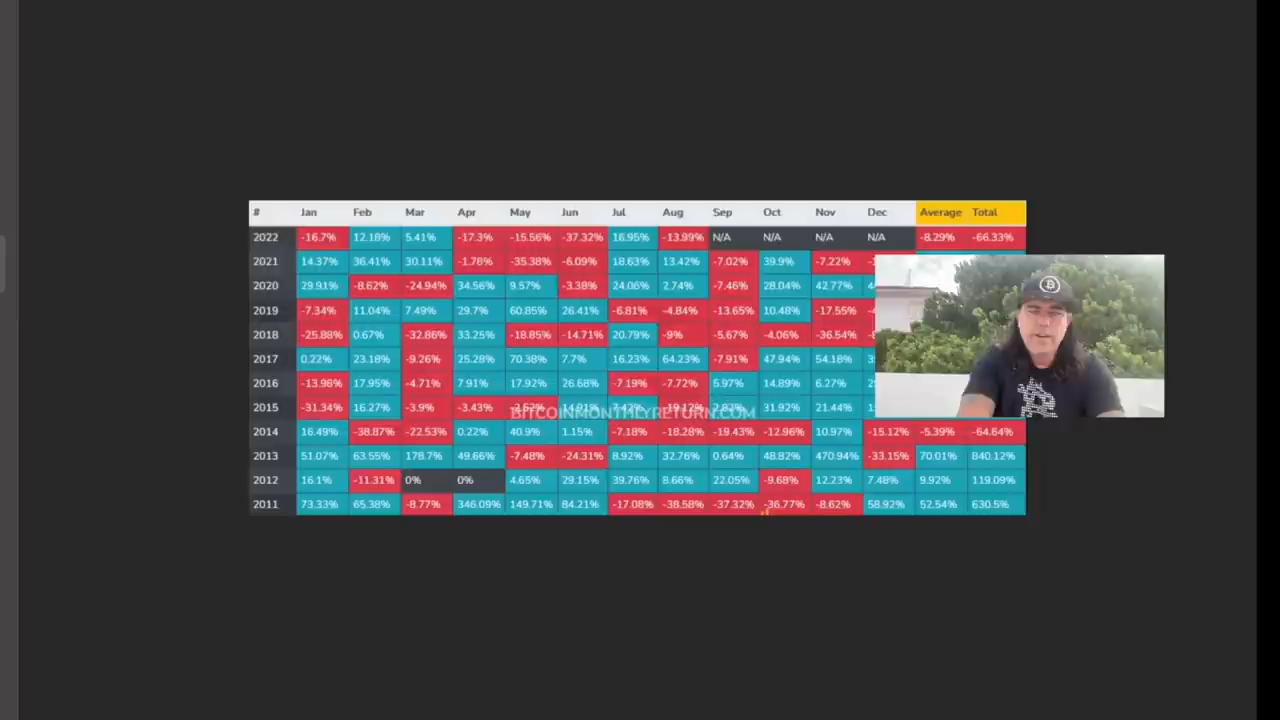 # Jan Feb Mar Apr May Jun Jul Aug Sep Oct Nov Dec Average Total
2022 -16.7% 12.18% 5.41% -17.3% -15.56% -37.32% 16.95% -13.99% N/A N/A N/A N/A -8.29% -66.33%
2021 14.37% 36.41% 30.11% -1.78% -35.38% -6.09% 18.63% 13.42% -7.02% 39.9% -7.22%
2020 29.91% -8.62% -24.94% 34.56% 9.57% -3.38% 24.06% 2.74% -7.46% 28.04% 42.77%
2019 -7.34% 11.04% 7.49% 29.7% 60.85% 26.41% -6.81% -4.84% -13.65% 10.48% -17.55%
2018 -25.88% 0.67% -32.86% 33.25% -18.85% -14.71% 20.79% -9% -5.67% -4.06% -36.54%
2017 0.22% 23.18% -9.26% 25.28% 70.38% 7.7% 16.23% 64.23% -7.91% 47.94% 54.18%
2016 -13.98% 17.95% -4.71% 7.91% 17.92% 26.68% -7.19% -7.72% 5.97% 14.89% 6.27%
2015 -31.34% 16.27% -3.9% -3.43% -19.12% 31.92% 21.44%
BITCOINMONTHLYRETURN.COM
2014 16.49% -38.87% -22.53% 0.22% 40.9% 1.15% -7.18% -18.28% -19.43% -12.96% 10.97% -15.12% -5.39% -64.64%
2013 51.07% 63.55% 178.7% 49.66% -7.48% -24.31% 8.92% 32.76% 0.64% 48.82% 470.94% -33.15% 70.01% 840.12%
2012 16.1% -11.31% 0% 0% 4.65% 29.15% 39.76% 8.66% 22.05% -9.68% 12.23% 7.48% 9.92% 119.09%
2011 73.33% 65.38% -8.77% 346.09% 149.71% 84.21% -17.08% -38.58% -37.32% -36.77% -8.62% 58.92% 52.54% 630.5%